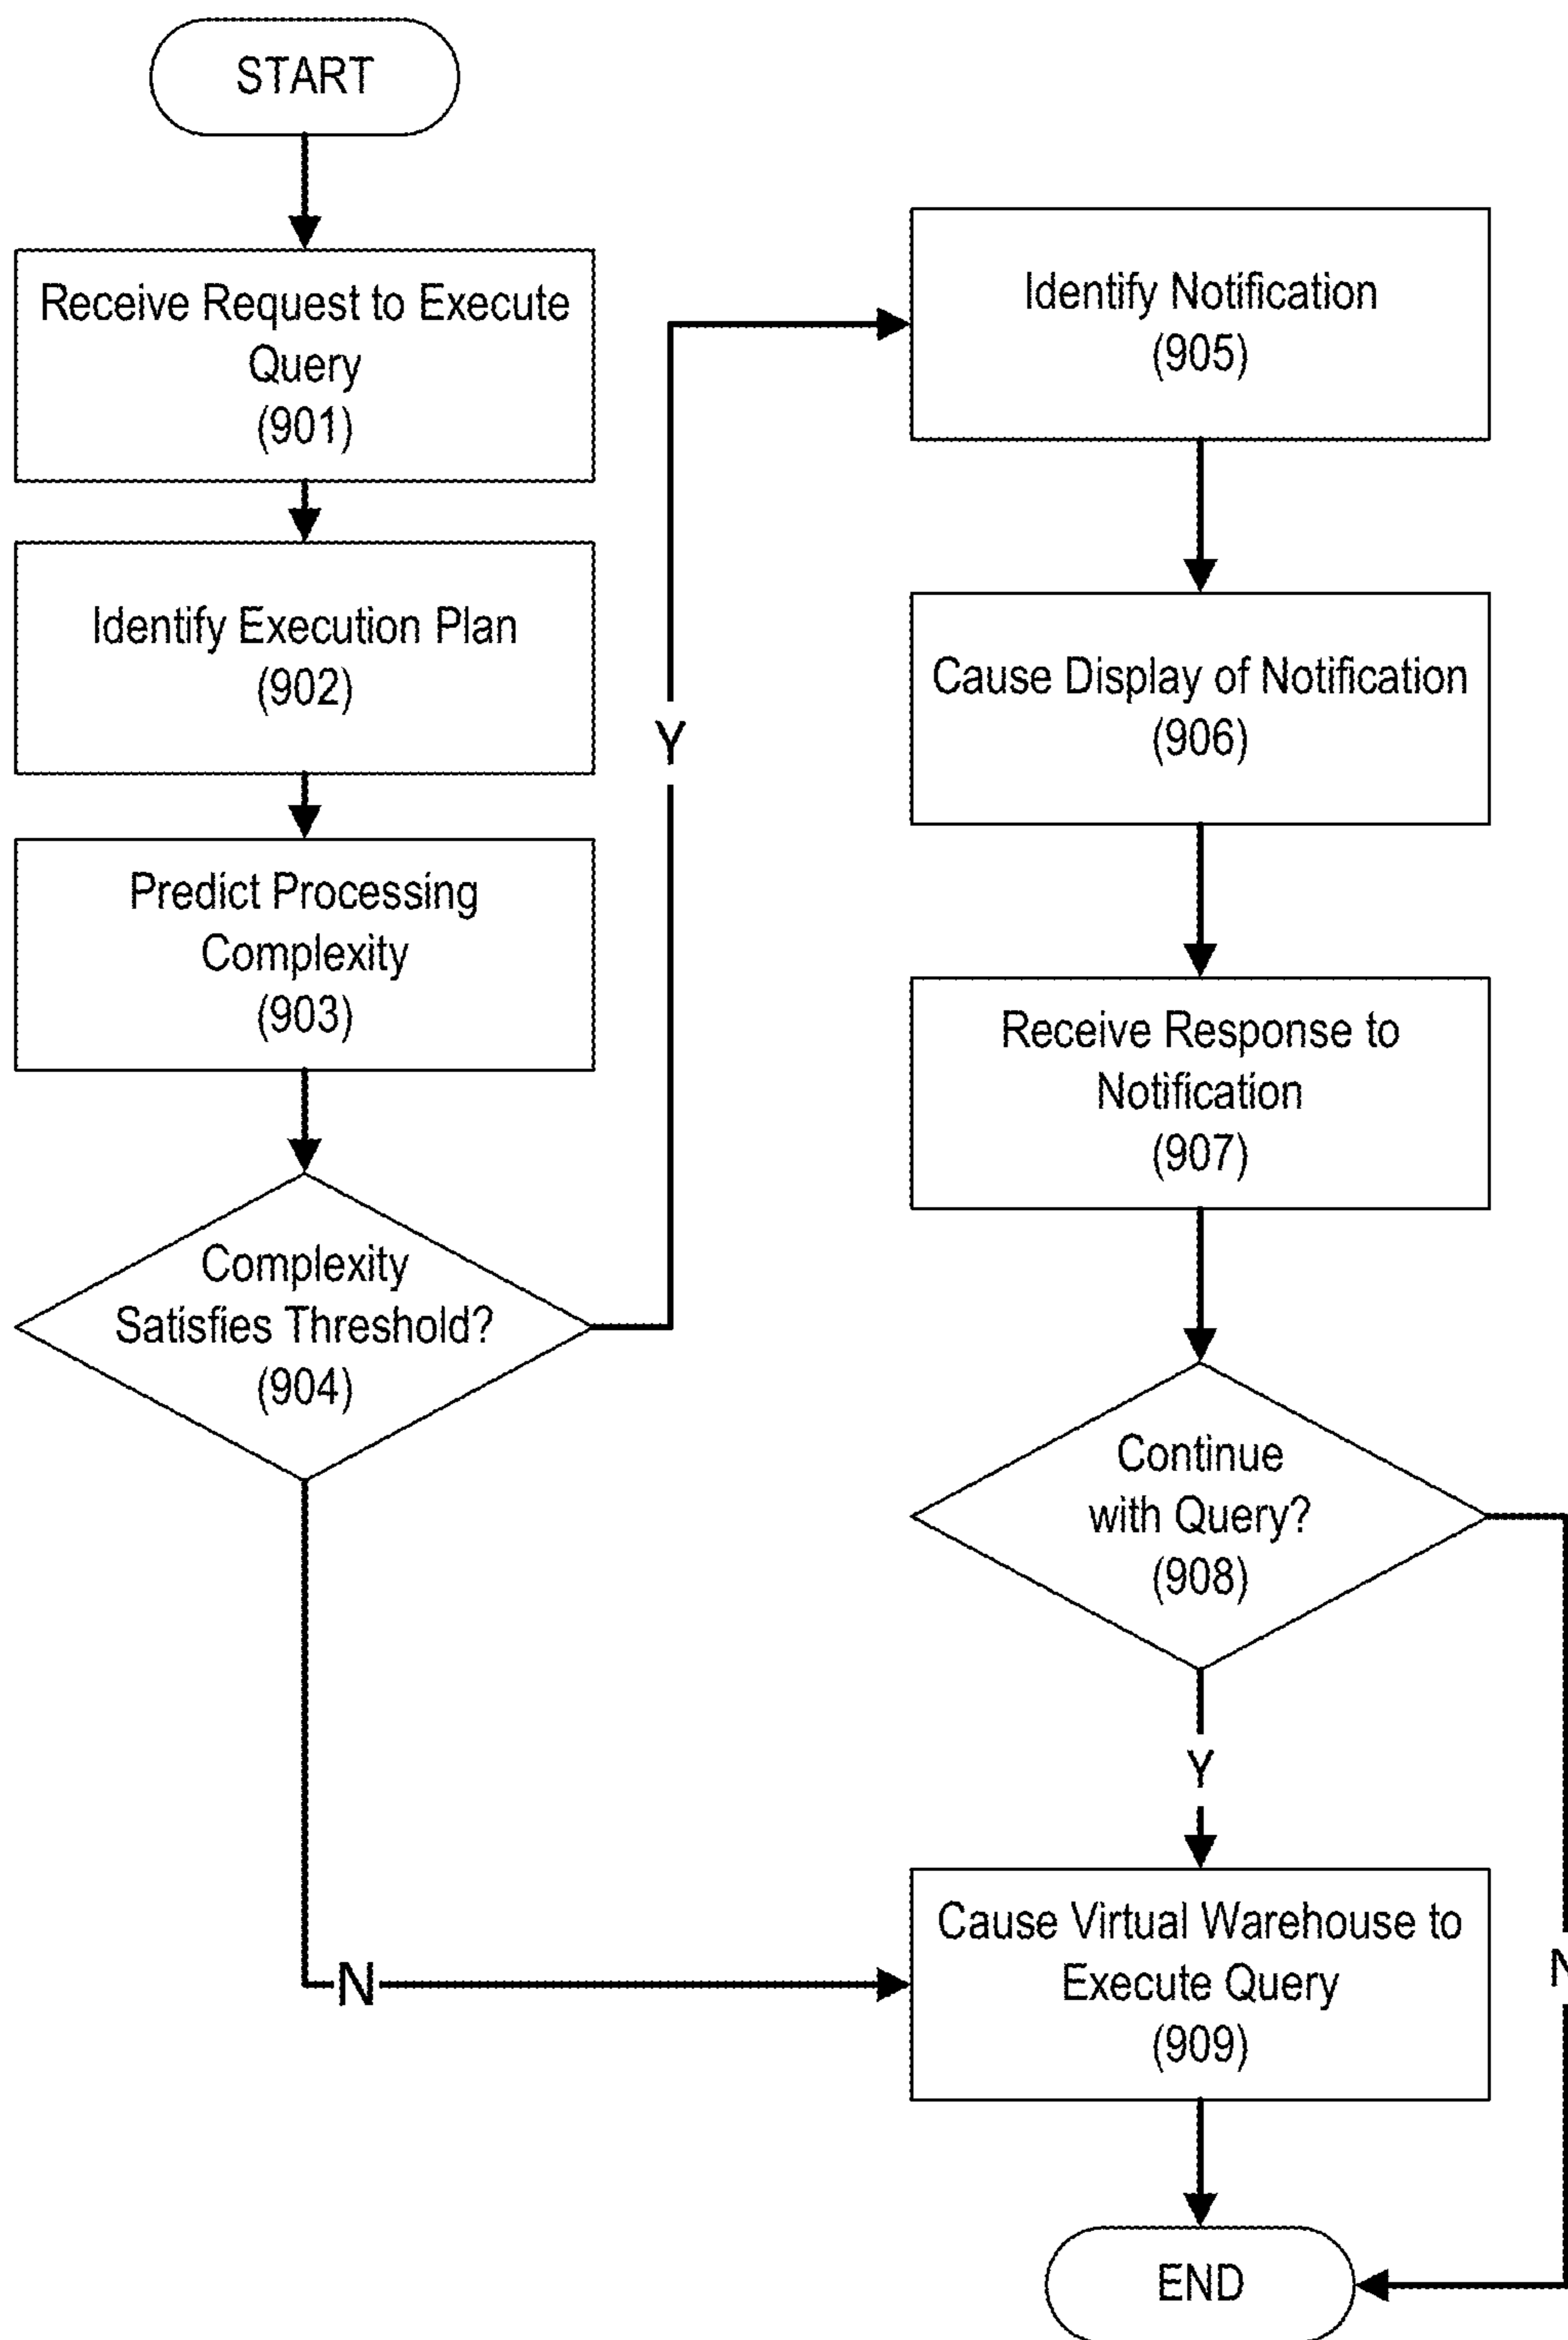 START
Receive Request to Execute
Query
(901)
Identify Execution Plan
(902)
Predict Processing
Complexity
(903)
Complexity
Satisfies Threshold?
(904)
Y
N
Identify Notification
(905)
Cause Display of Notification
(906)
Receive Response to
Notification
(907)
Continue
with Query?
(908)
Y
N
Cause Virtual Warehouse to
Execute Query
(909)
END